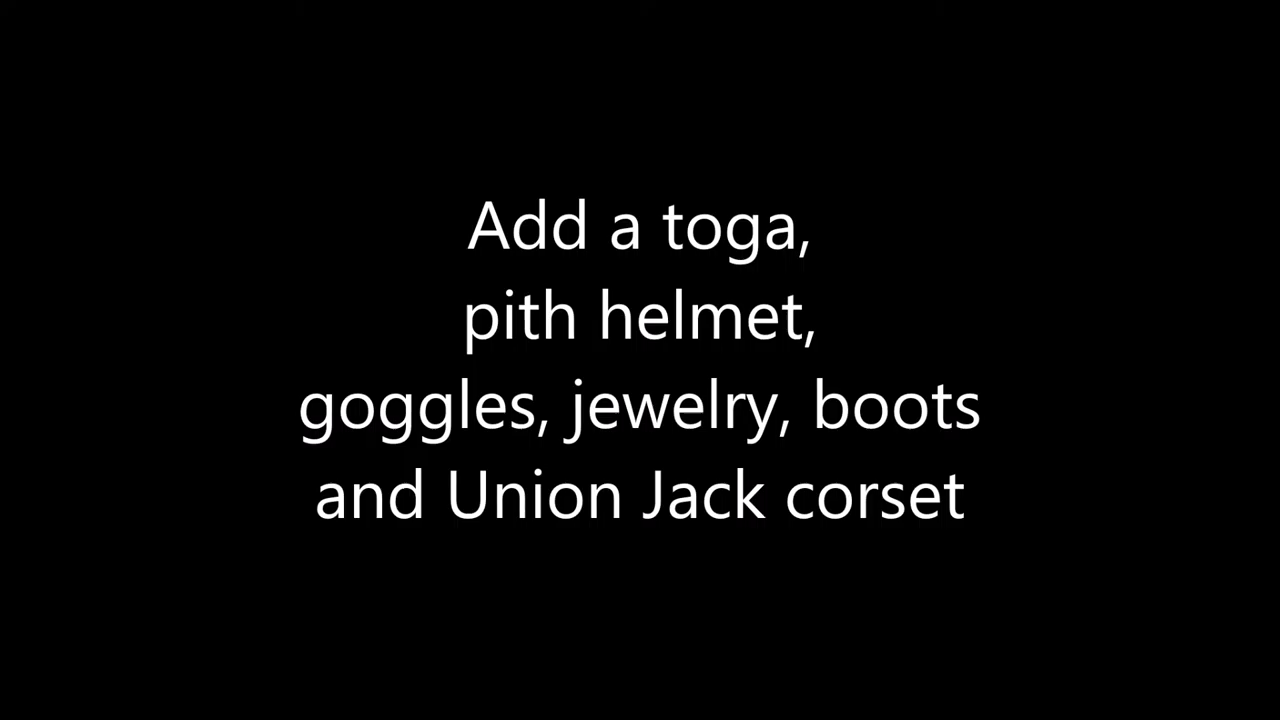 Add a toga,
pith helmet,
goggles, jewelry, boots
and Union Jack corset